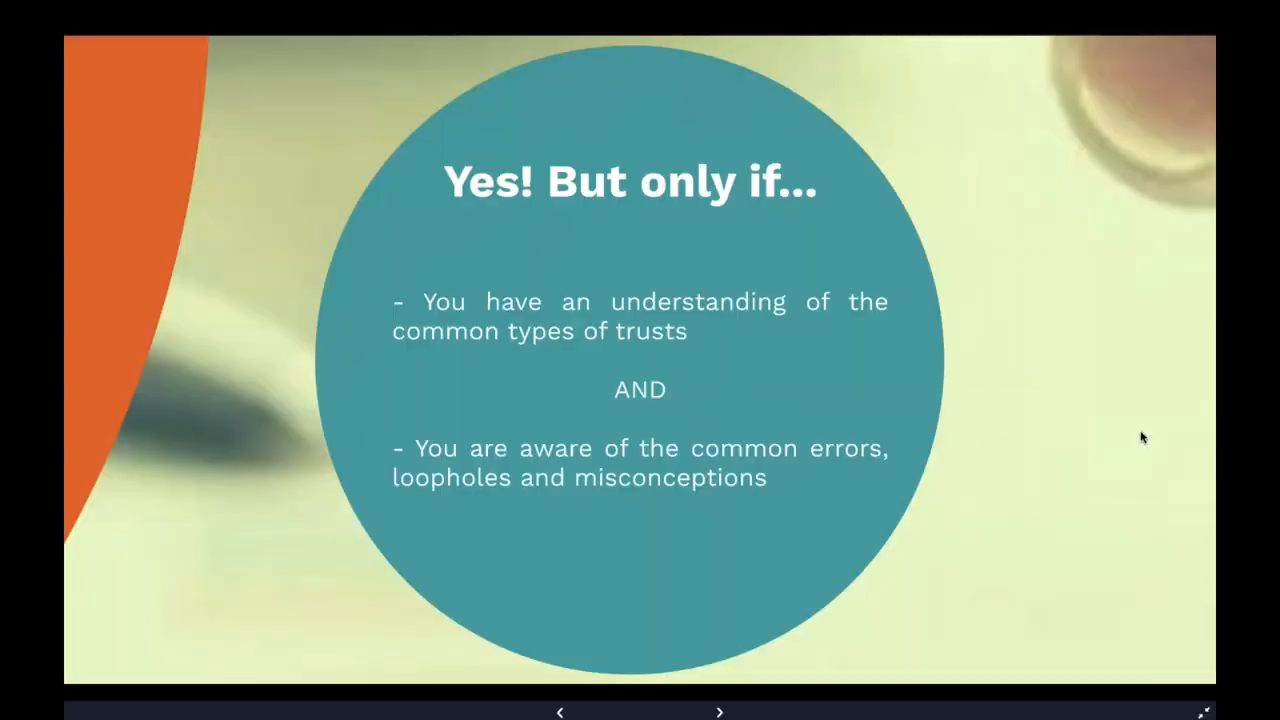 Yes! But only if...
- You have an understanding of the
common types of trusts
AND
- You are aware of the common errors,
loopholes and misconceptions